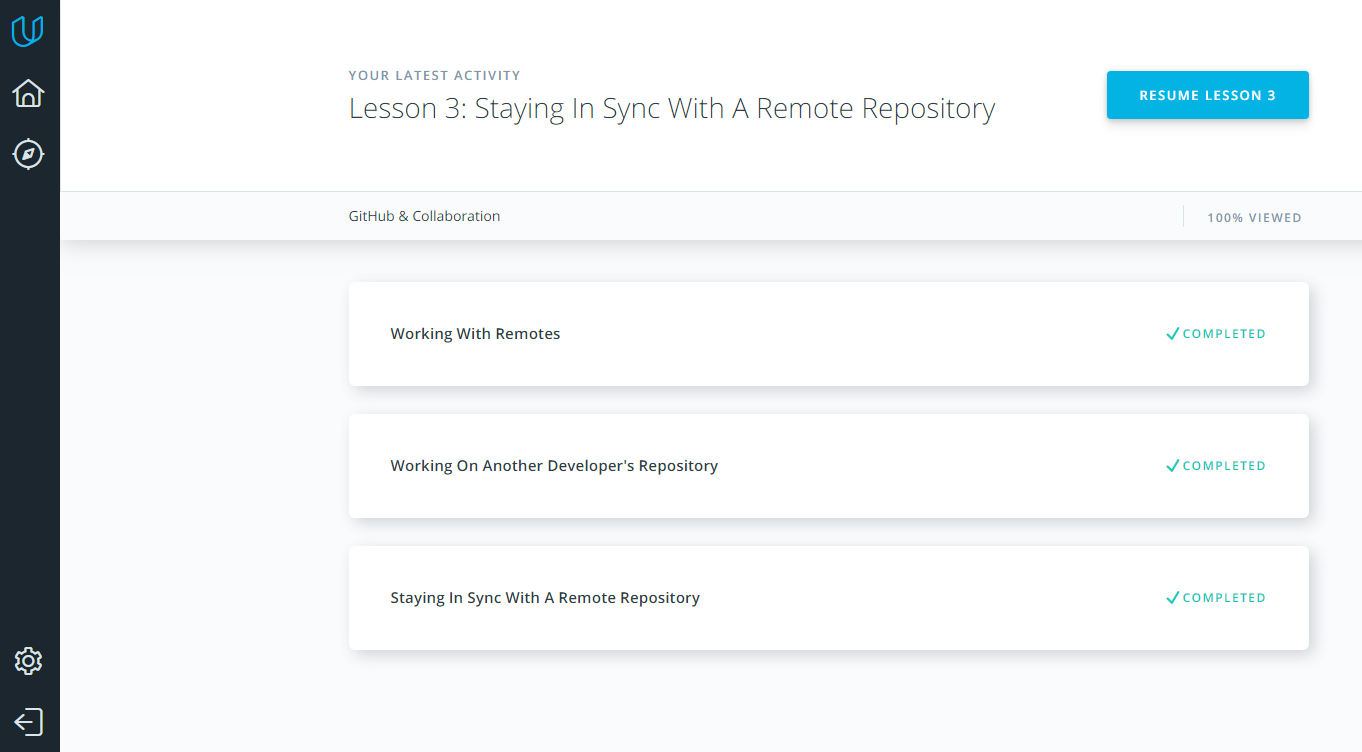 YOUR LATEST ACTIVITY
Lesson 3: Staying In Sync With A Remote Repository
RESUME LESSON 3
GitHub & Collaboration
100% VIEWED
Working With Remotes
COMPLETED
Working On Another Developer's Repository
COMPLETED
Staying In Sync With A Remote Repository
COMPLETED